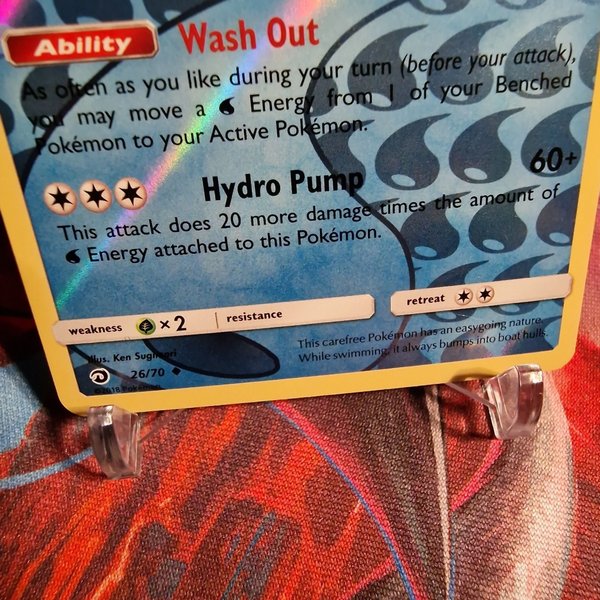 Ability Wash Out
As often as you like during your turn (before your attack),
you may move a Energy from 1 of your Benched
Pokémon to your Active Pokémon.
Hydro Pump 60+
This attack does 20 more damage times the amount of
Energy attached to this Pokémon.
weakness ×2 resistance retreat
Illus. Ken Sugimori
26/70
©2018 Pokémon
This carefree Pokémon has an easygoing nature.
While swimming, it always bumps into boat hulls.